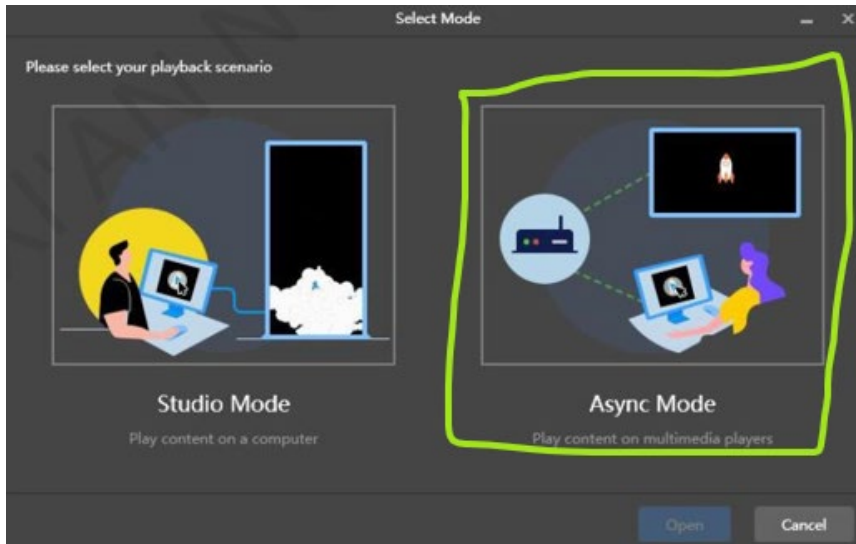 Select Mode
Please select your playback scenario
Studio Mode
Play content on a computer
Async Mode
Play content on multimedia players
Open
Cancel